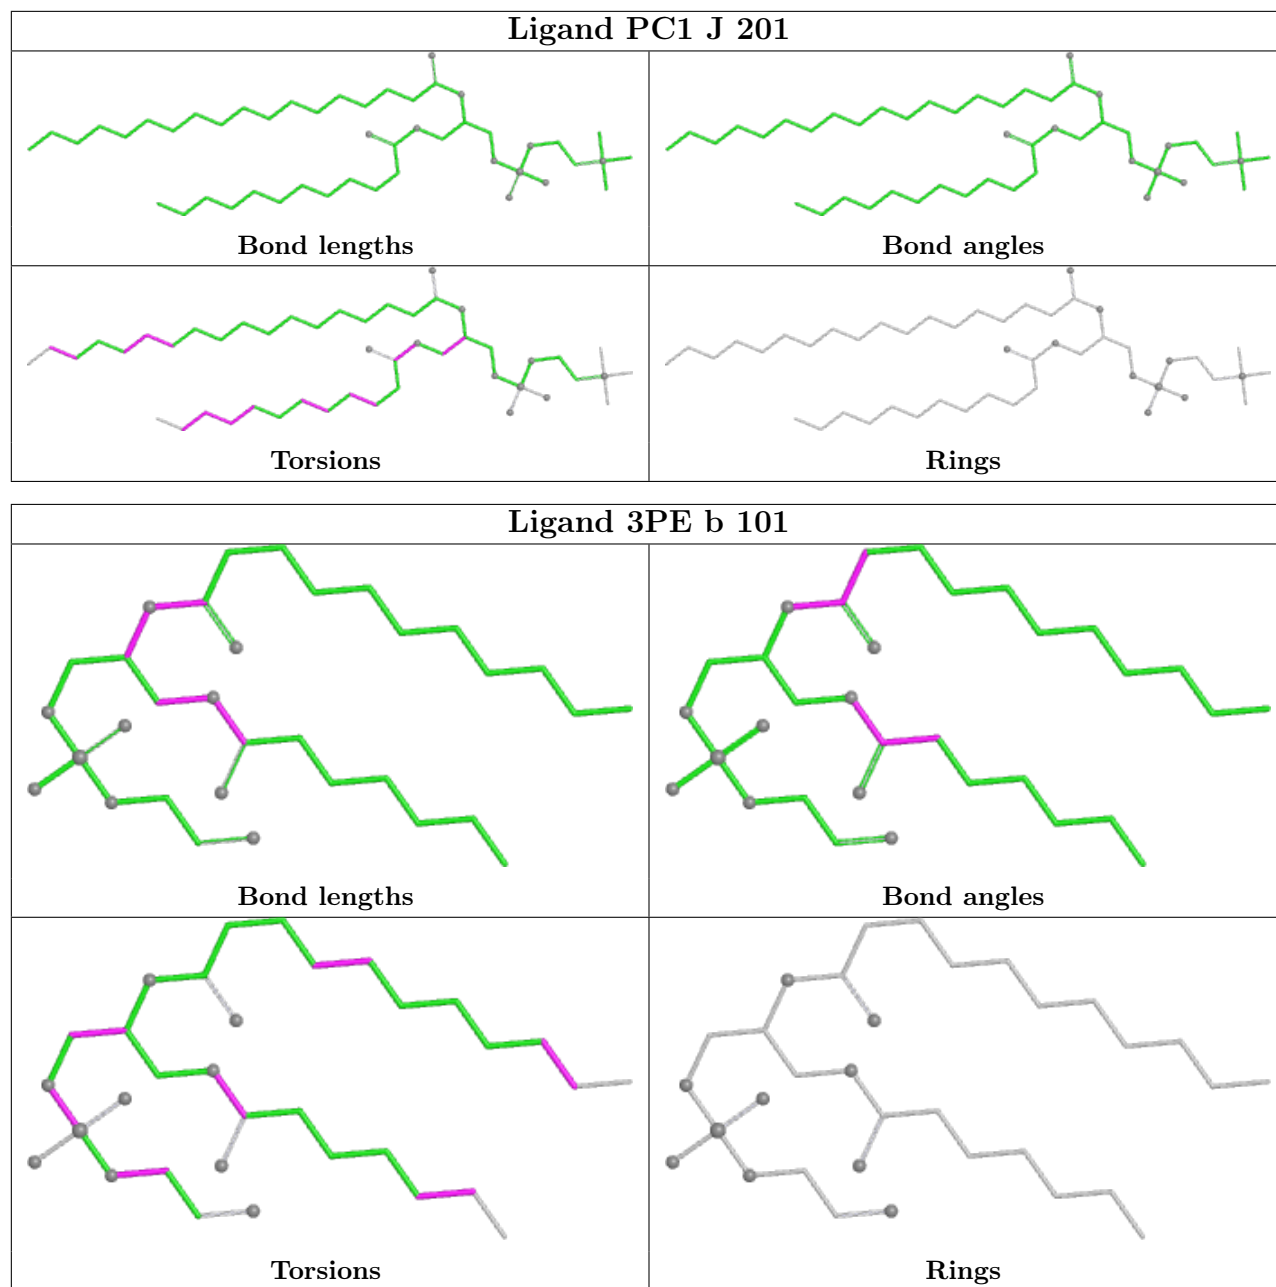 Ligand PC1 J 201
Bond lengths
Bond angles
Torsions
Rings
Ligand 3PE b 101
Bond lengths
Bond angles
Torsions
Rings